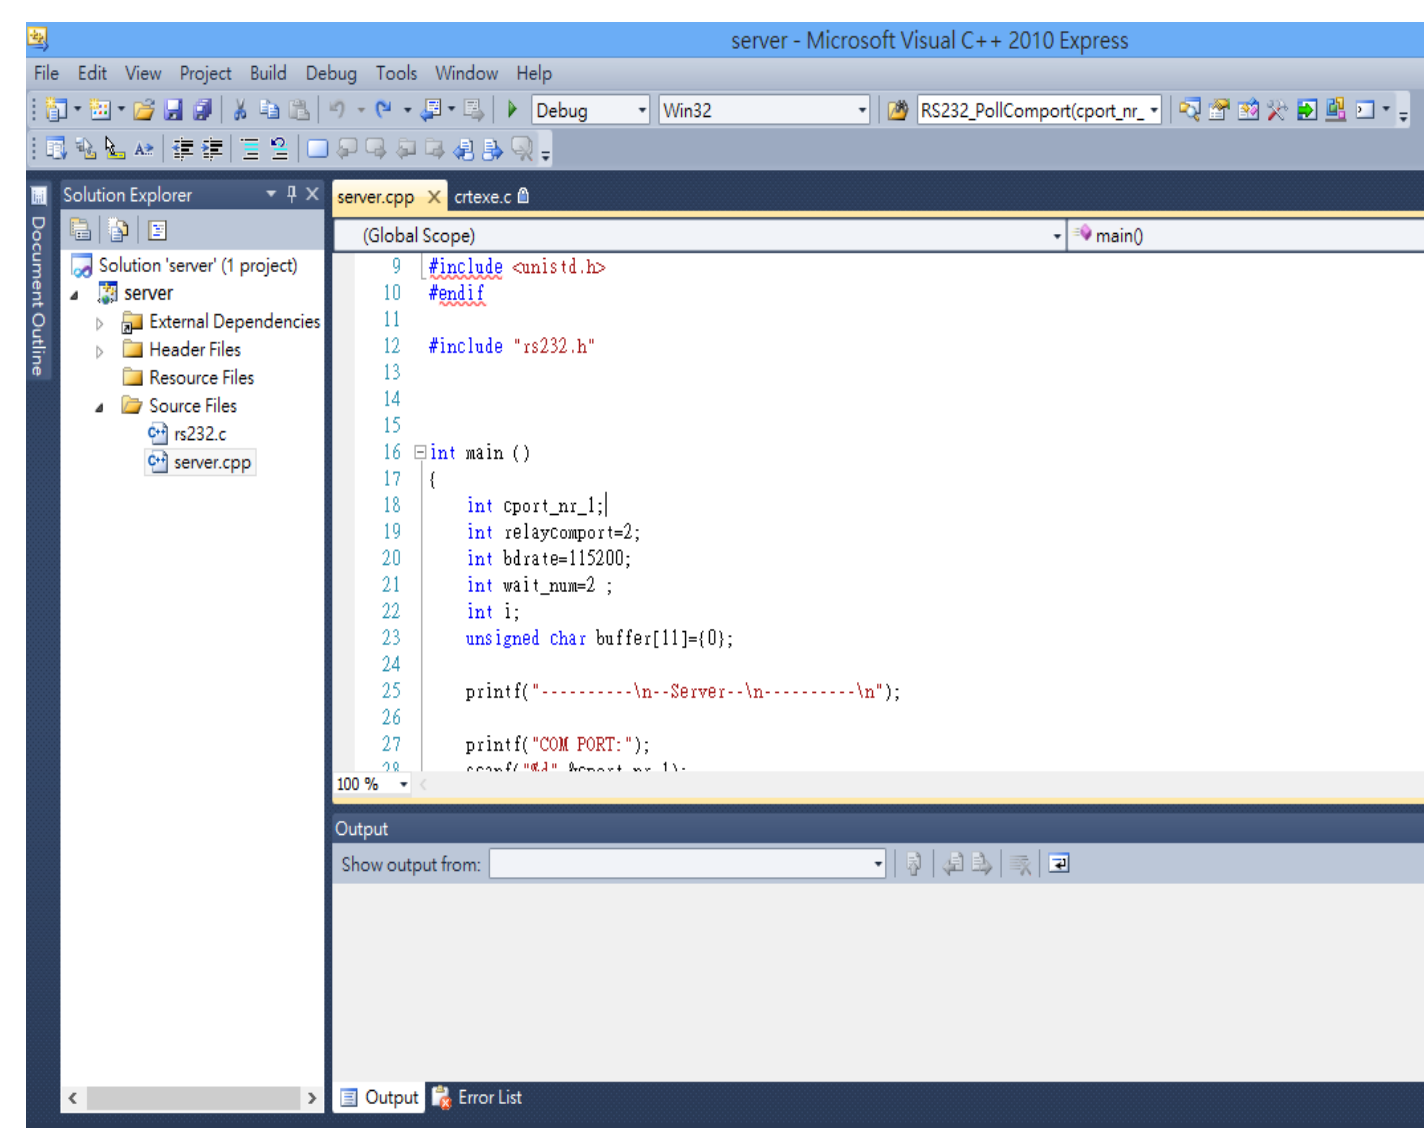 server - Microsoft Visual C++ 2010 Express
File Edit View Project Build Debug Tools Window Help
Debug Win32 RS232_PollComport(cport_nr_
Document Outline
Solution Explorer
server.cpp crtexe.c
(Global Scope) main()
Solution 'server' (1 project)
server
External Dependencies
Header Files
Resource Files
Source Files
rs232.c
server.cpp
9 #include <unistd.h>
10 #endif
11
12 #include "rs232.h"
13
14
15
16 int main ()
17 {
18 int cport_nr_1;
19 int relaycomport=2;
20 int bdrate=115200;
21 int wait_num=2 ;
22 int i;
23 unsigned char buffer[11]={0};
24
25 printf("----------\n--Server--\n----------\n");
26
27 printf("COM PORT:");
28 scanf("%d",&cport_nr_1);
100 %
Output
Show output from:
Output Error List